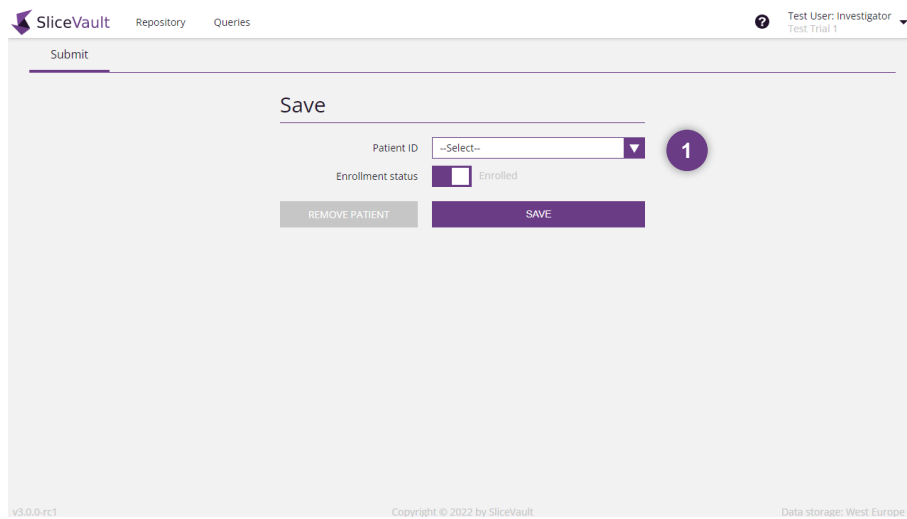 SliceVault
Repository
Queries
?
Test User: Investigator
Test Trial 1
Submit
Save
Patient ID
--Select--
1
Enrollment status
Enrolled
REMOVE PATIENT
SAVE
v3.0.0-rc1
Copyright © 2022 by SliceVault
Data storage: West Europe